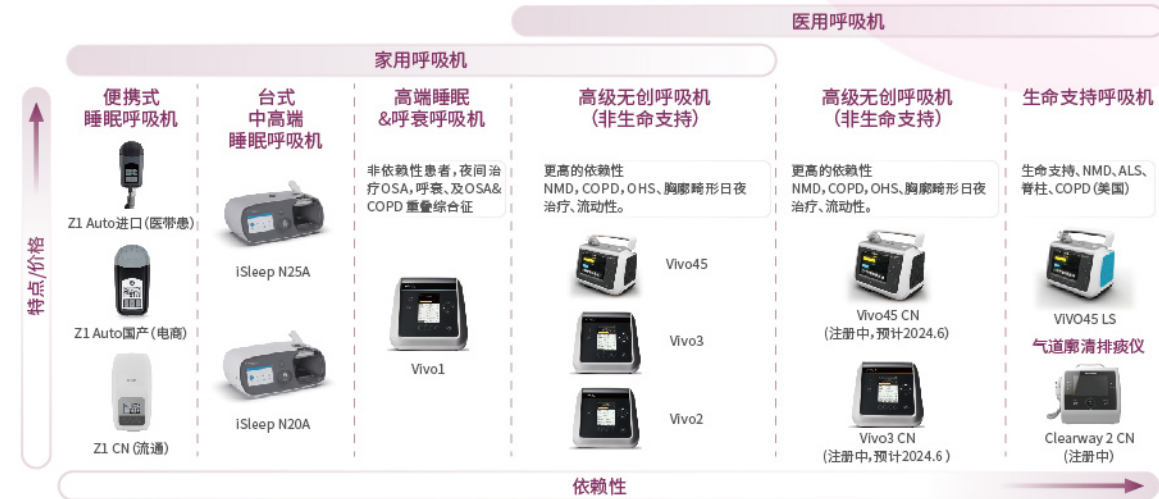 医用呼吸机
家用呼吸机
特点/价格
便携式
睡眠呼吸机
Z1 Auto进口(医带患)
Z1 Auto国产(电商)
Z1 CN (流通)
台式
中高端
睡眠呼吸机
iSleep N25A
iSleep N20A
高端睡眠
&呼衰呼吸机
非依赖性患者,夜间治
疗OSA,呼衰、及OSA&
COPD 重叠综合征
Vivo1
高级无创呼吸机
(非生命支持)
更高的依赖性
NMD,COPD,OHS、胸廓畸形日夜
治疗、流动性。
Vivo45
Vivo3
Vivo2
高级无创呼吸机
(非生命支持)
更高的依赖性
NMD,COPD,OHS、胸廓畸形日夜
治疗、流动性。
Vivo45 CN
(注册中,预计2024.6)
Vivo3 CN
(注册中,预计2024.6 )
生命支持呼吸机
生命支持、NMD、ALS、
脊柱、COPD(美国)
ViVO45 LS
气道廓清排痰仪
Clearway 2 CN
(注册中)
依赖性